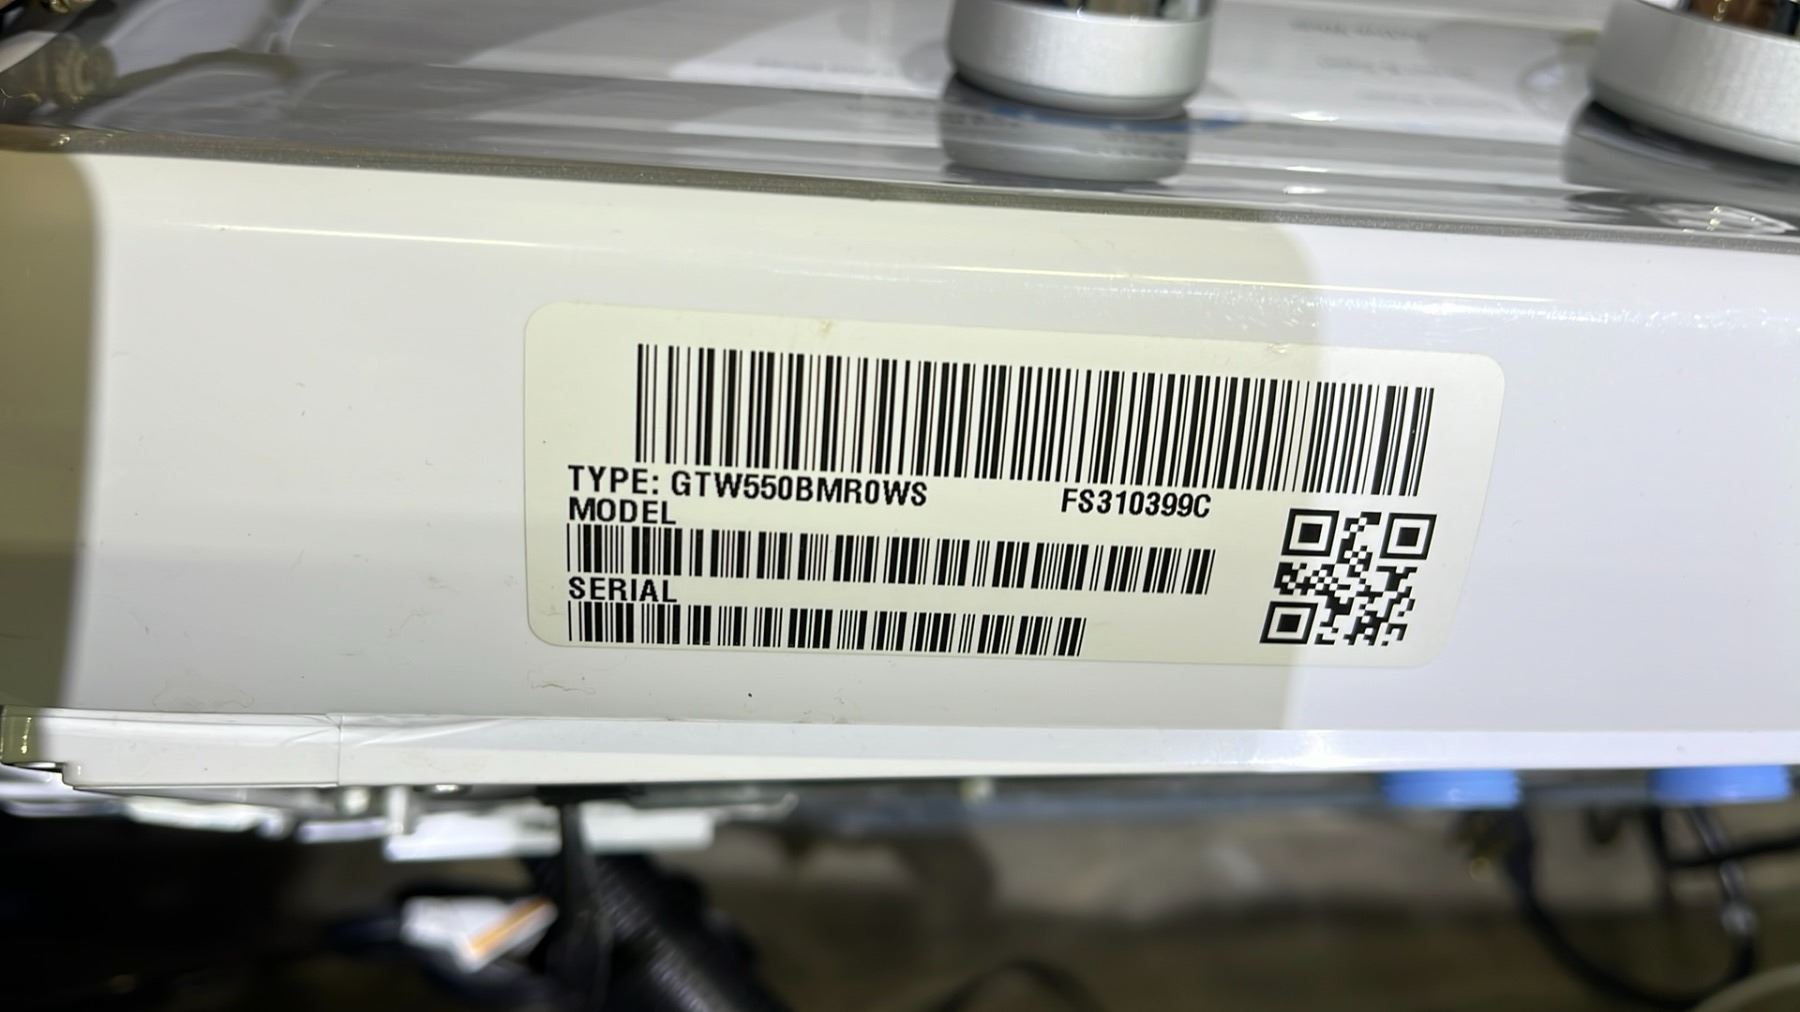 TYPE: GTW550BMR0WS FS310399C
MODEL
SERIAL